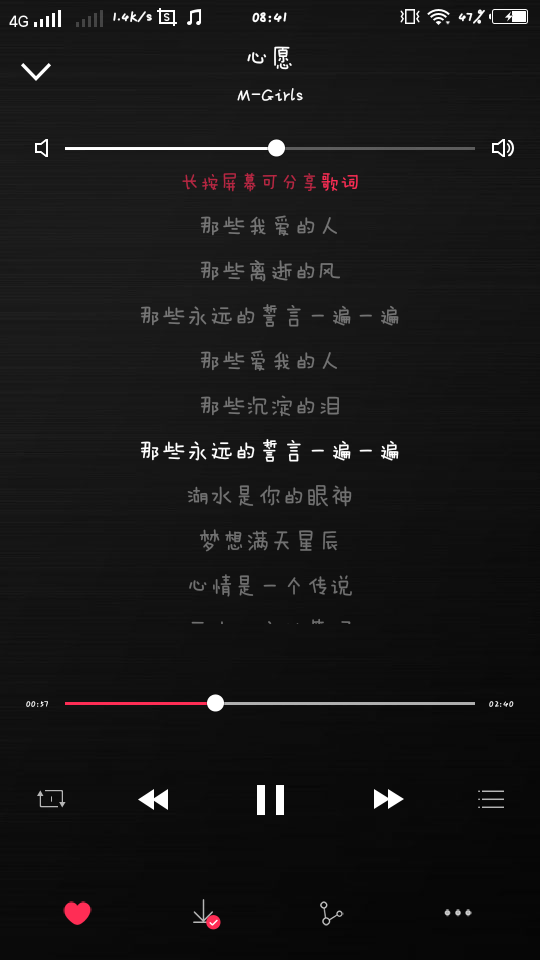 4G 1.4k/s S 08:41 47%
心愿
M-Girls
长按屏幕可分享歌词
那些我爱的人
那些离逝的风
那些永远的誓言一遍一遍
那些爱我的人
那些沉淀的泪
那些永远的誓言一遍一遍
湖水是你的眼神
梦想满天星辰
心情是一个传说
00:57 02:40
1